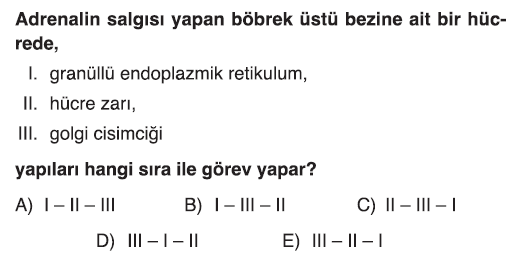 Adrenalin salgısı yapan böbrek üstü bezine ait bir hüc-
rede,
I. granüllü endoplazmik retikulum,
II. hücre zarı,
III. golgi cisimciği
yapıları hangi sıra ile görev yapar?
A) I – II – III B) I – III – II C) II – III – I
D) III – I – II E) III – II – I